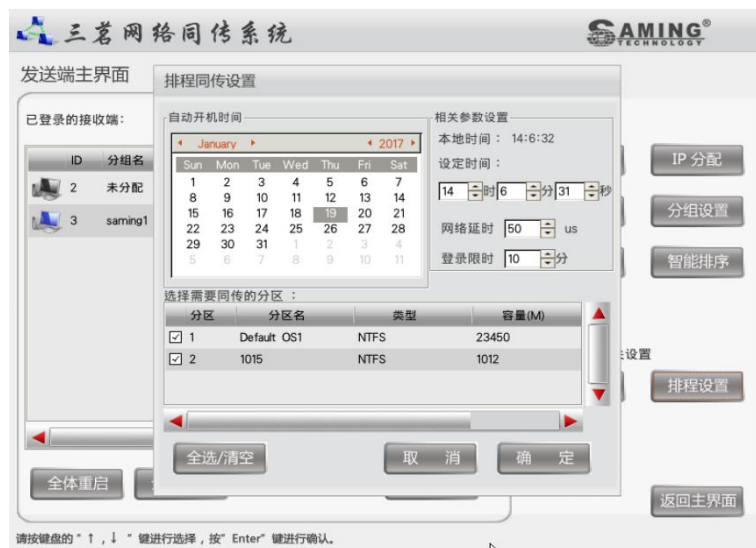 三茗网络同传系统
SAMING®
TECHNOLOGY
发送端主界面
排程同传设置
已登录的接收端:
ID 分组名
2 未分配
3 saming1
自动开机时间
January 2017
Sun Mon Tue Wed Thu Fri Sat
1 2 3 4 5 6 7
8 9 10 11 12 13 14
15 16 17 18 19 20 21
22 23 24 25 26 27 28
29 30 31 1 2 3 4
5 6 7 8 9 10 11
相关参数设置
本地时间： 14:6:32
设定时间：
14 时 6 分 31 秒
网络延时 50 us
登录限时 10 分
选择需要同传的分区 ：
分区 分区名 类型 容量(M)
1 Default OS1 NTFS 23450
2 1015 NTFS 1012
全选/清空
取 消
确 定
IP 分配
分组设置
智能排序
设置
排程设置
全体重启
返回主界面
请按键盘的“ ↑ , ↓ ” 键进行选择 , 按” Enter” 键进行确认。